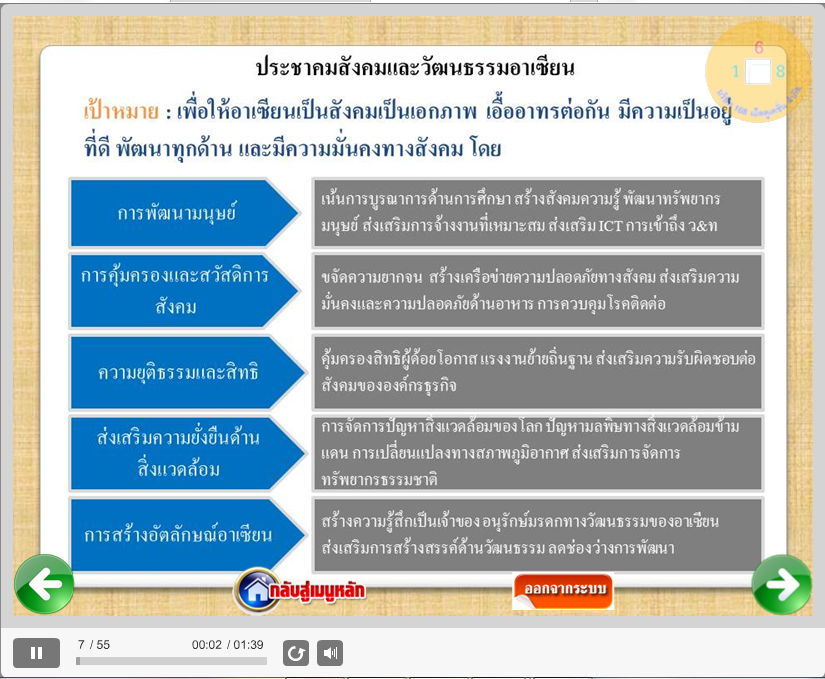 ประชาคมสังคมและวัฒนธรรมอาเซียน
6
1 8
เป้าหมาย : เพื่อให้อาเซียนเป็นสังคมเป็นเอกภาพ เอื้ออาทรต่อกัน มีความเป็นอยู่
ที่ดี พัฒนาทุกด้าน และมีความมั่นคงทางสังคม โดย
การพัฒนามนุษย์
เน้นการบูรณาการด้านการศึกษา สร้างสังคมความรู้ พัฒนาทรัพยากร
มนุษย์ ส่งเสริมการจ้างงานที่เหมาะสม ส่งเสริม ICT การเข้าถึง ว&ท
การคุ้มครองและสวัสดิการ
สังคม
ขจัดความยากจน สร้างเครือข่ายความปลอดภัยทางสังคม ส่งเสริมความ
มั่นคงและความปลอดภัยด้านอาหาร การควบคุมโรคติดต่อ
ความยุติธรรมและสิทธิ
คุ้มครองสิทธิผู้ด้อยโอกาส แรงงานย้ายถิ่นฐาน ส่งเสริมความรับผิดชอบต่อ
สังคมขององค์กรธุรกิจ
ส่งเสริมความยั่งยืนด้าน
สิ่งแวดล้อม
การจัดการปัญหาสิ่งแวดล้อมของโลก ปัญหามลพิษทางสิ่งแวดล้อมข้าม
แดน การเปลี่ยนแปลงทางสภาพภูมิอากาศ ส่งเสริมการจัดการ
ทรัพยากรธรรมชาติ
การสร้างอัตลักษณ์อาเซียน
สร้างความรู้สึกเป็นเจ้าของ อนุรักษ์มรดกทางวัฒนธรรมของอาเซียน
ส่งเสริมการสร้างสรรค์ด้านวัฒนธรรม ลดช่องว่างการพัฒนา
กลับสู่เมนูหลัก
ออกจากระบบ
7 / 55 00:02 / 01:39